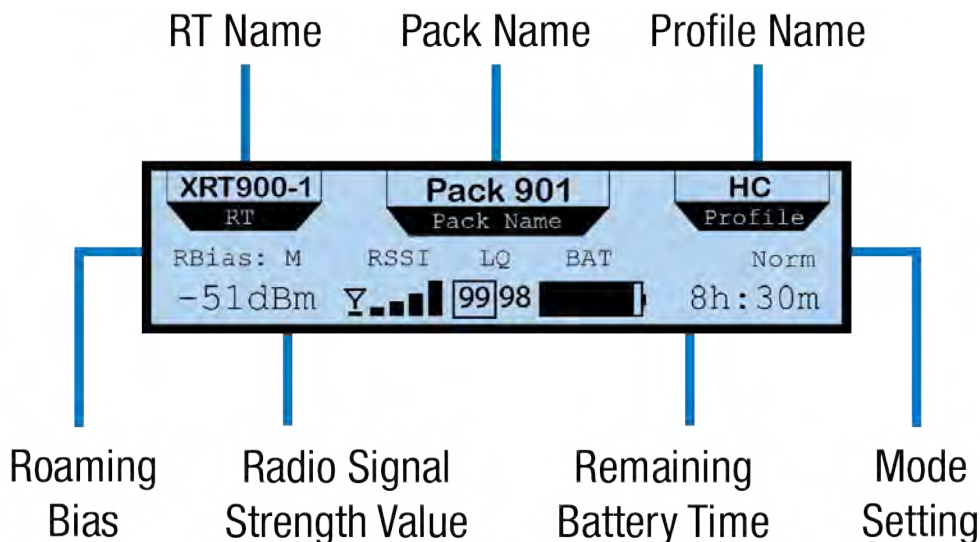 RT Name Pack Name Profile Name
XRT900-1 Pack 901 HC
RT Pack Name Profile
RBias: M RSSI LQ BAT Norm
-51dBm 99 98 8h:30m
Roaming Radio Signal Remaining Mode
Bias Strength Value Battery Time Setting